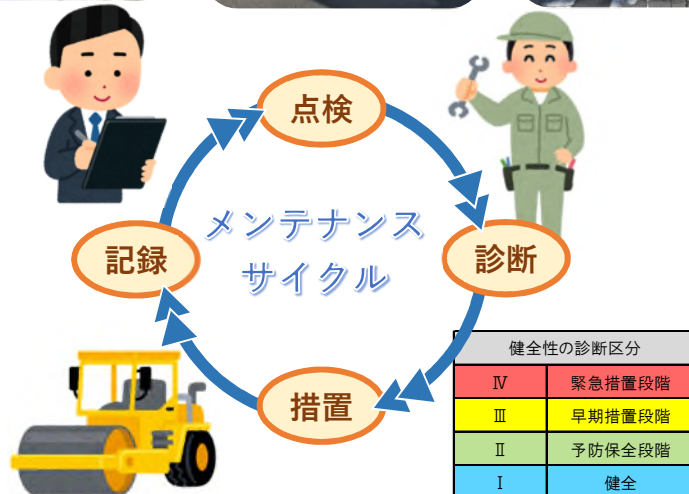 点検
メンテナンス
サイクル
記録
診断
措置
健全性の診断区分
Ⅳ 緊急措置段階
Ⅲ 早期措置段階
Ⅱ 予防保全段階
Ⅰ 健全